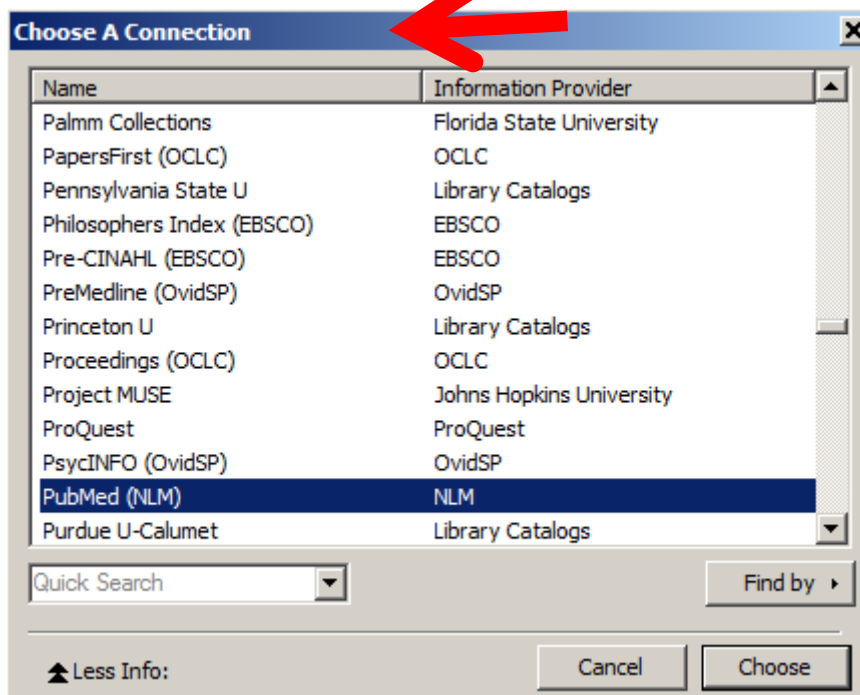 Choose A Connection
Name Information Provider
Palmm Collections Florida State University
PapersFirst (OCLC) OCLC
Pennsylvania State U Library Catalogs
Philosophers Index (EBSCO) EBSCO
Pre-CINAHL (EBSCO) EBSCO
PreMedline (OvidSP) OvidSP
Princeton U Library Catalogs
Proceedings (OCLC) OCLC
Project MUSE Johns Hopkins University
ProQuest ProQuest
PsycINFO (OvidSP) OvidSP
PubMed (NLM) NLM
Purdue U-Calumet Library Catalogs
Quick Search Find by
Less Info: Cancel Choose